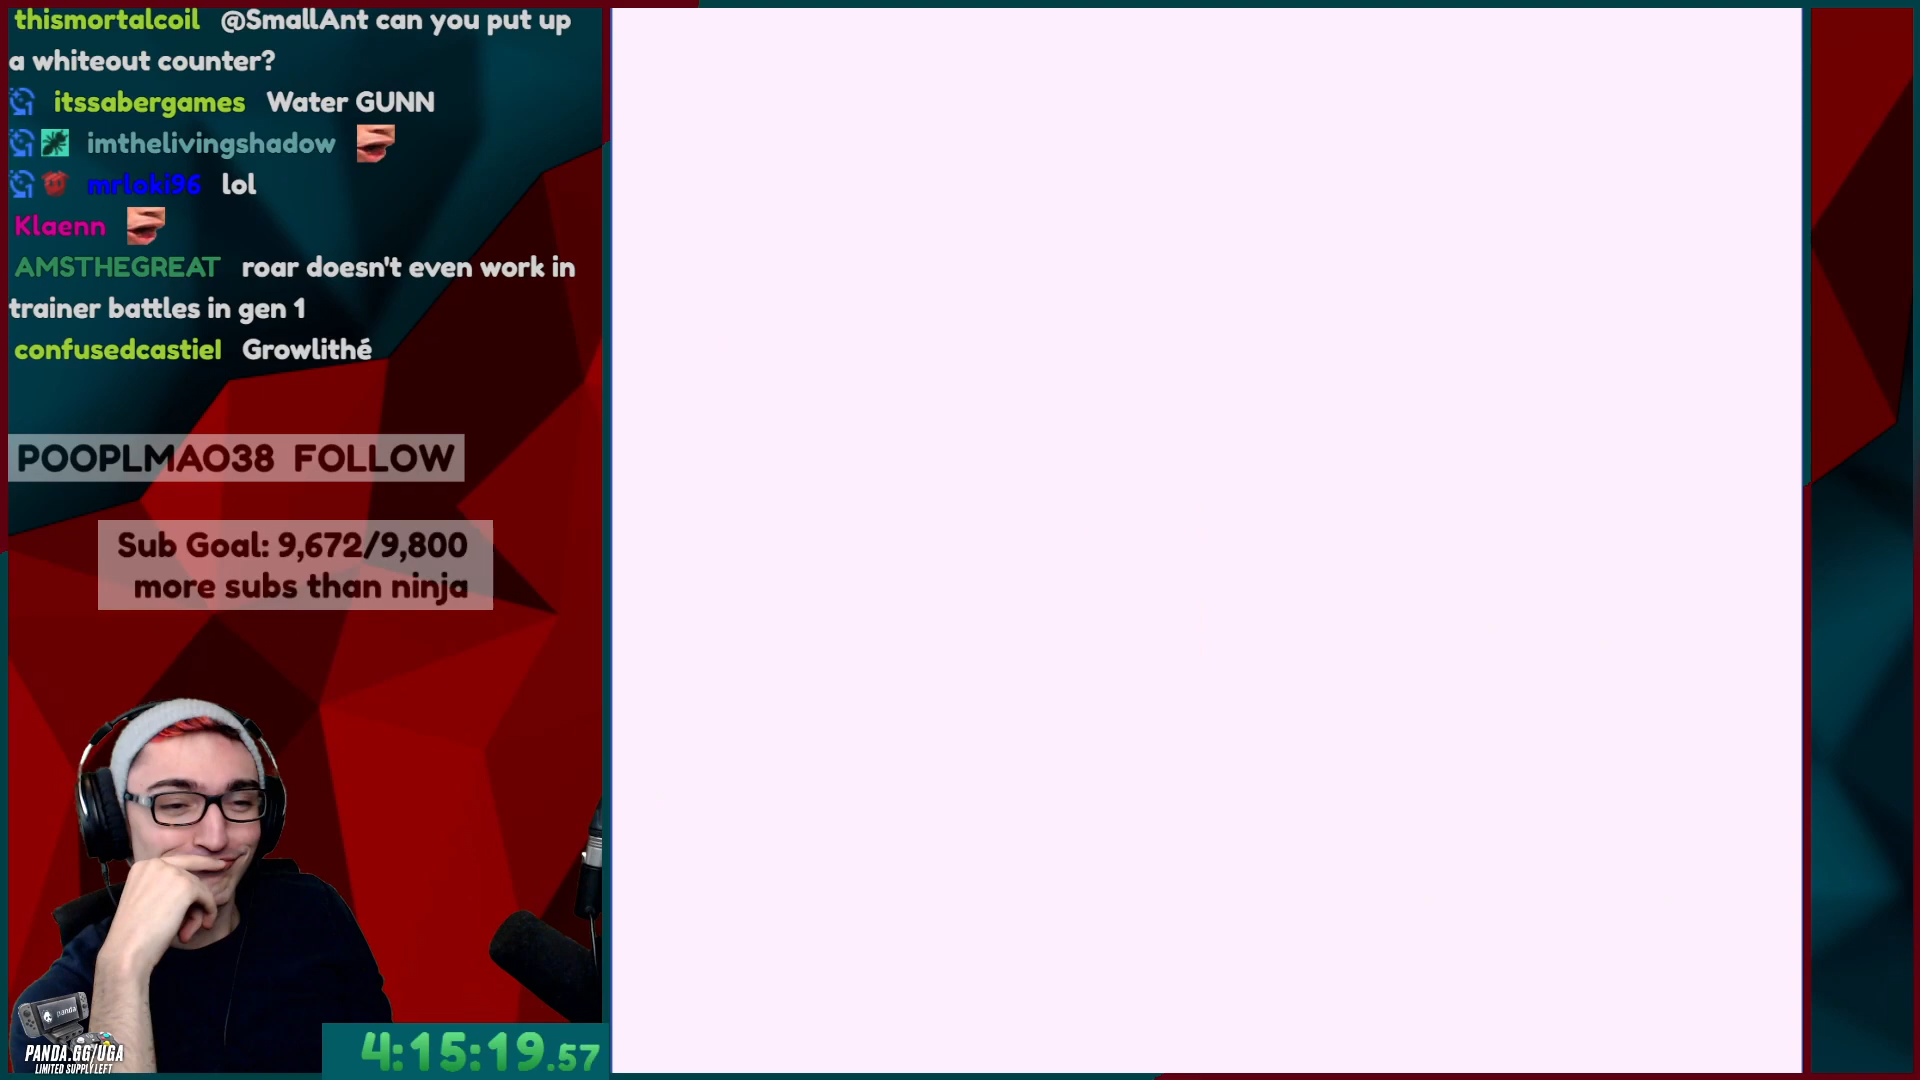 thismortalcoil @SmallAnt can you put up
a whiteout counter?
itssabergames Water GUNN
imthelivingshadow
mrloki96 lol
Klaenn
AMSTHEGREAT roar doesn't even work in
trainer battles in gen 1
confusedcastiel Growlithé
POOPLMAO38 FOLLOW
Sub Goal: 9,672/9,800
more subs than ninja
panda
PANDA.GG/UGA
LIMITED SUPPLY LEFT
4:15:19.57